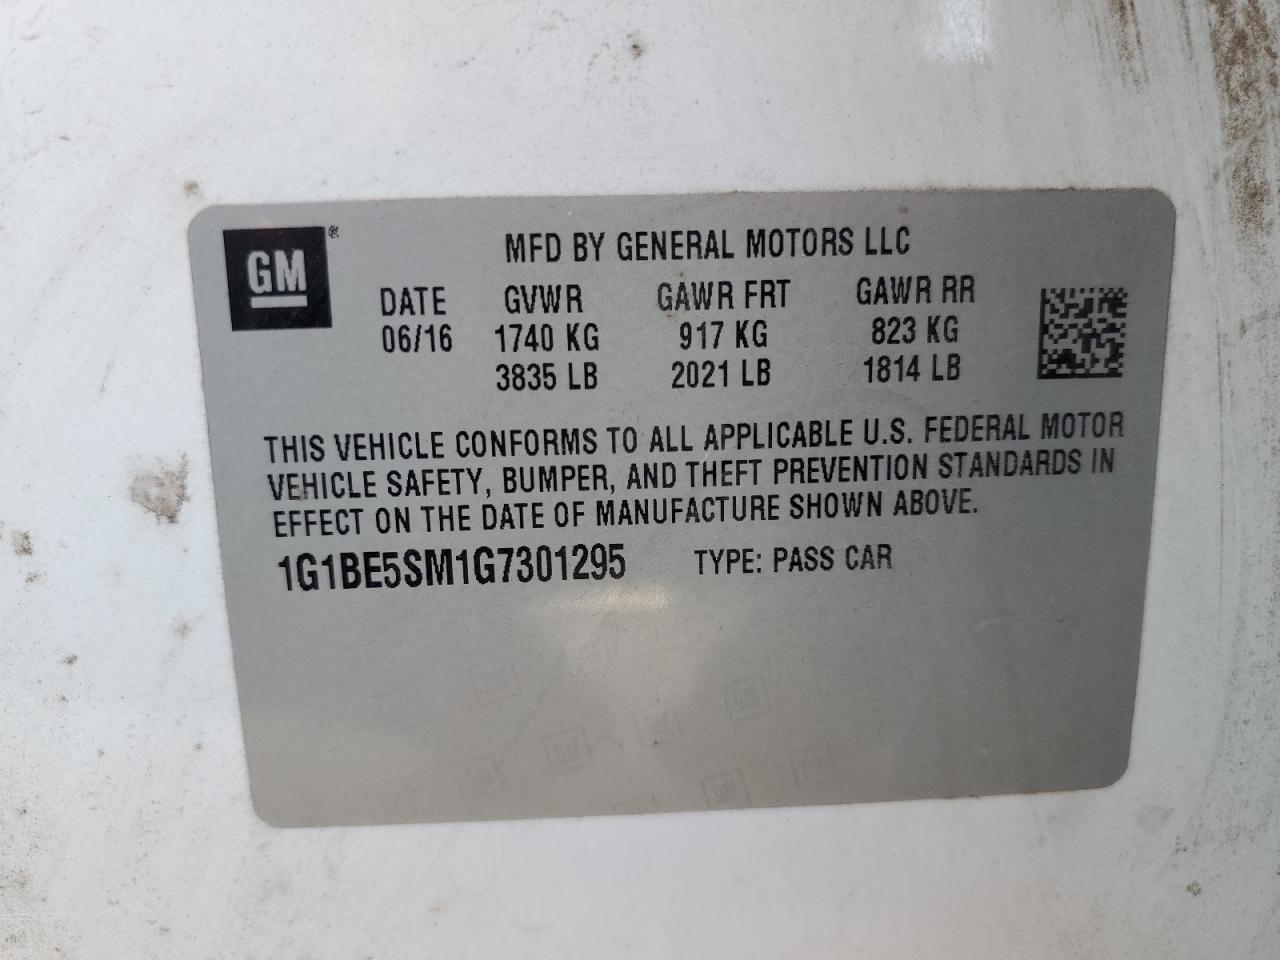 GM®
MFD BY GENERAL MOTORS LLC
DATE GVWR GAWR FRT GAWR RR
06/16 1740 KG 917 KG 823 KG
3835 LB 2021 LB 1814 LB
THIS VEHICLE CONFORMS TO ALL APPLICABLE U.S. FEDERAL MOTOR
VEHICLE SAFETY, BUMPER, AND THEFT PREVENTION STANDARDS IN
EFFECT ON THE DATE OF MANUFACTURE SHOWN ABOVE.
1G1BE5SM1G7301295 TYPE: PASS CAR